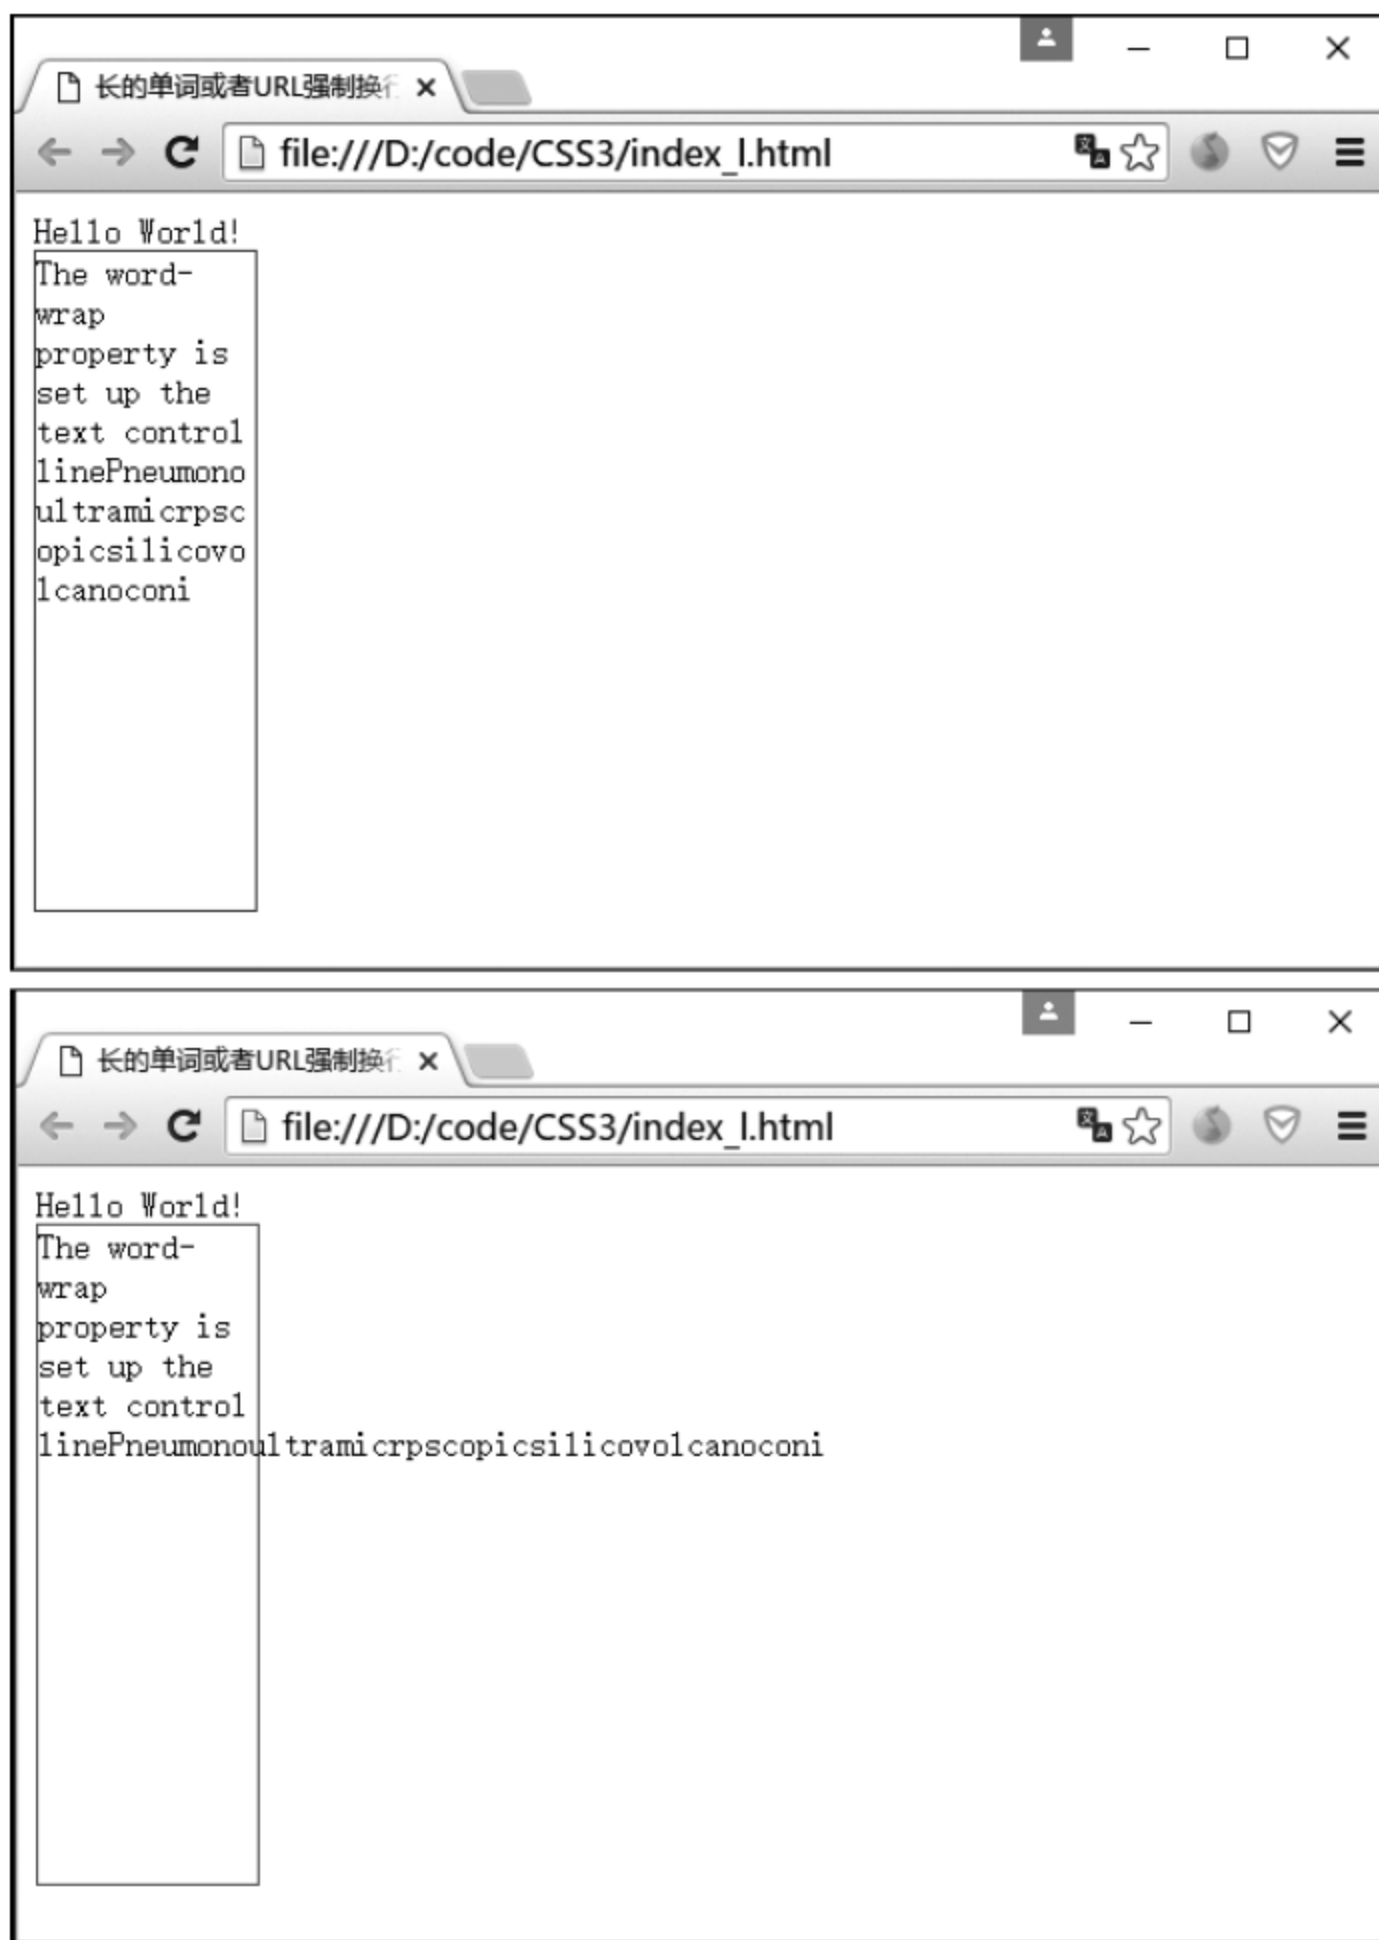 长的单词或者URL强制换行
file:///D:/code/CSS3/index_l.html
Hello World!
The word-
wrap
property is
set up the
text control
linePneumono
ultramicrpsc
opicsilicovo
lcanoconi
长的单词或者URL强制换行
file:///D:/code/CSS3/index_l.html
Hello World!
The word-
wrap
property is
set up the
text control
linePneumonoultramicrpscopicsilicovolcanoconi